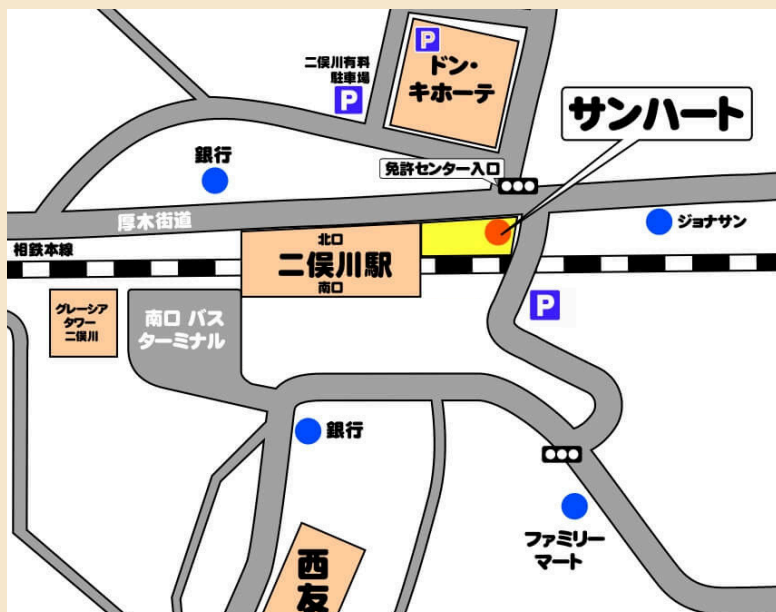 P
ドン・
キホーテ
二俣川有料
駐車場
P
サンハート
銀行
免許センター入口
厚木街道
ジョナサン
相鉄本線
北口
二俣川駅
南口
P
グレーシア
タワー
二俣川
南口 バス
ターミナル
銀行
ファミリー
マート
西友